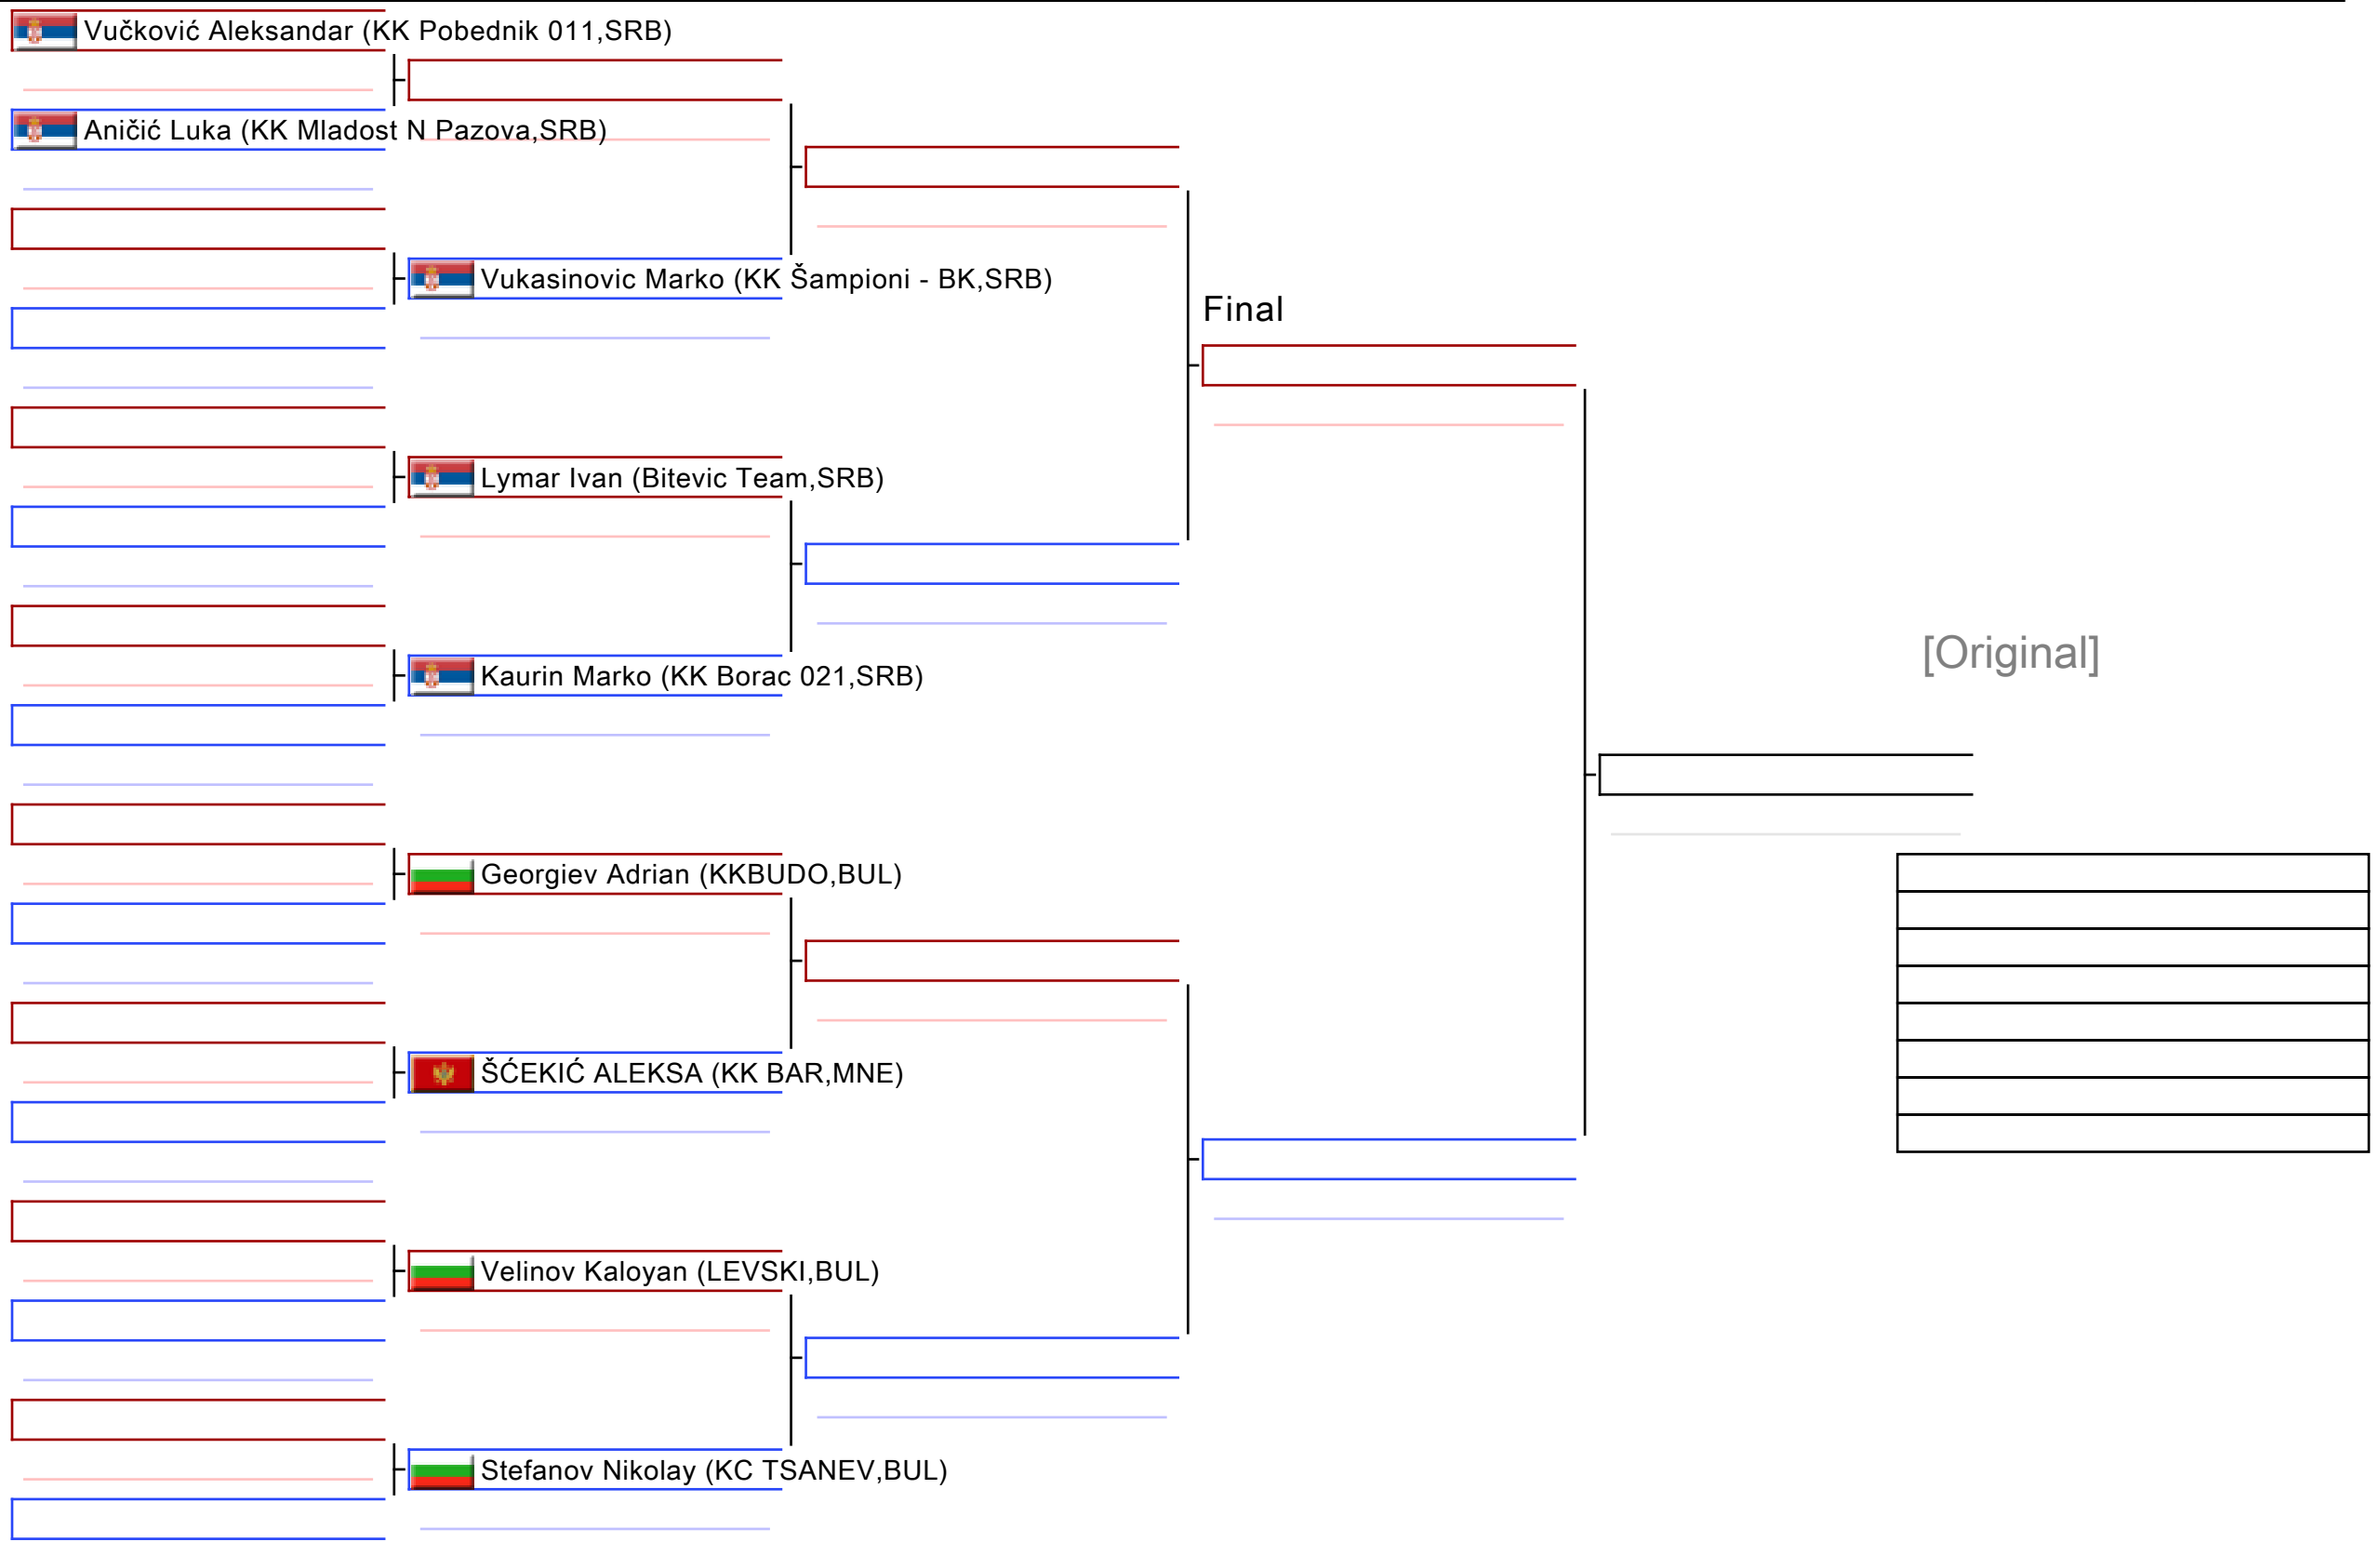 Vučković Aleksandar (KK Pobednik 011,SRB)
Aničić Luka (KK Mladost N Pazova,SRB)
Vukasinovic Marko (KK Šampioni - BK,SRB)
Final
Lymar Ivan (Bitevic Team,SRB)
[Original]
Kaurin Marko (KK Borac 021,SRB)
Georgiev Adrian (KKBUDO,BUL)
ŠĆEKIĆ ALEKSA (KK BAR,MNE)
Velinov Kaloyan (LEVSKI,BUL)
Stefanov Nikolay (KC TSANEV,BUL)